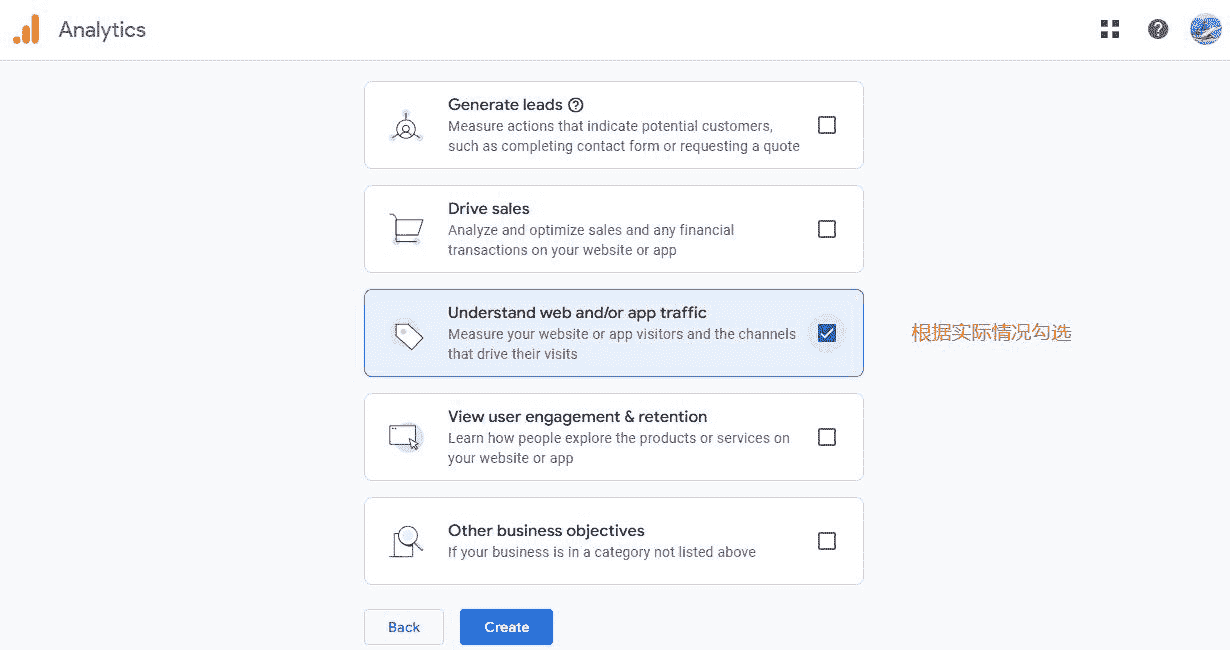 Analytics
Generate leads
Measure actions that indicate potential customers,
such as completing contact form or requesting a quote
Drive sales
Analyze and optimize sales and any financial
transactions on your website or app
Understand web and/or app traffic
Measure your website or app visitors and the channels
that drive their visits
根据实际情况勾选
View user engagement & retention
Learn how people explore the products or services on
your website or app
Other business objectives
If your business is in a category not listed above
Back
Create